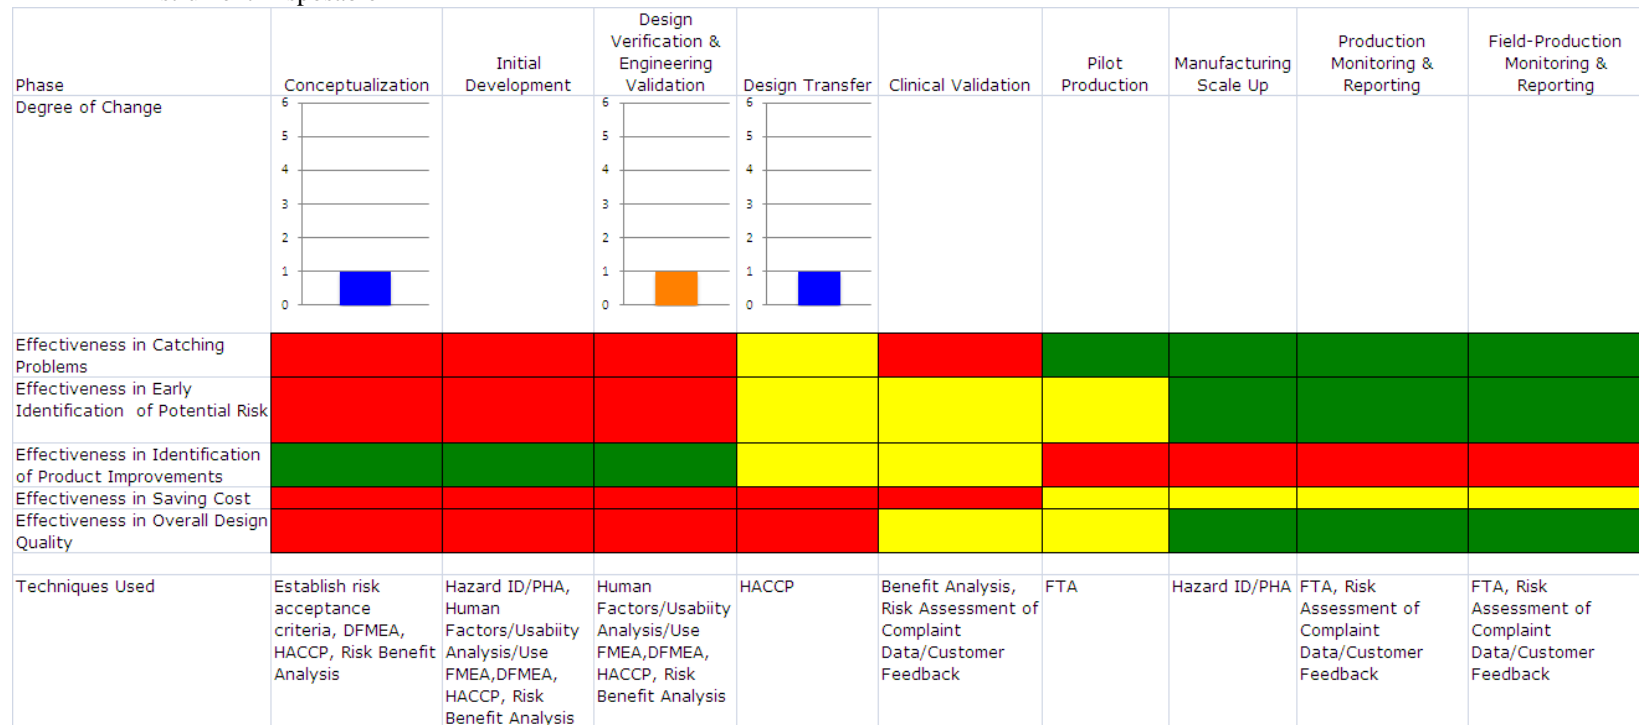 Phase
Conceptualization
Initial
Development
Design
Verification &
Engineering
Validation
Design Transfer
Clinical Validation
Pilot
Production
Manufacturing
Scale Up
Production
Monitoring &
Reporting
Field-Production
Monitoring &
Reporting
Degree of Change
6
5
4
3
2
1
0
6
5
4
3
2
1
0
6
5
4
3
2
1
0
Effectiveness in Catching
Problems
Effectiveness in Early
Identification of Potential Risk
Effectiveness in Identification
of Product Improvements
Effectiveness in Saving Cost
Effectiveness in Overall Design
Quality
Techniques Used
Establish risk
acceptance
criteria, DFMEA,
HACCP, Risk Benefit
Analysis
Hazard ID/PHA,
Human
Factors/Usabiity
Analysis/Use
FMEA,DFMEA,
HACCP, Risk
Benefit Analysis
Human
Factors/Usabiity
Analysis/Use
FMEA,DFMEA,
HACCP, Risk
Benefit Analysis
HACCP
Benefit Analysis,
Risk Assessment of
Complaint
Data/Customer
Feedback
FTA
Hazard ID/PHA
FTA, Risk
Assessment of
Complaint
Data/Customer
Feedback
FTA, Risk
Assessment of
Complaint
Data/Customer
Feedback